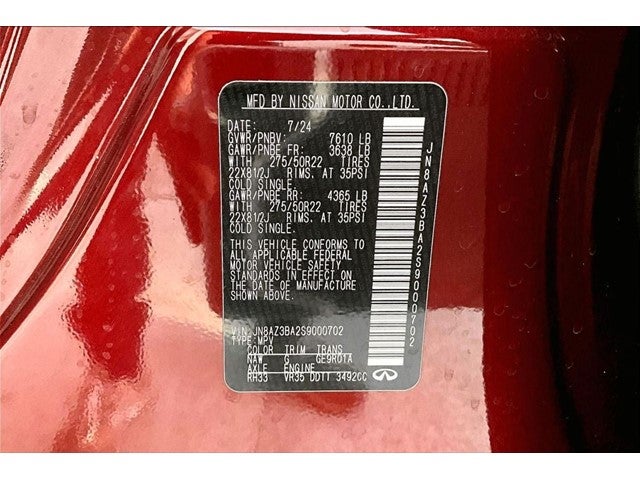 MFD BY NISSAN MOTOR CO.,LTD.
DATE: 7/24
GVWR/PNBV: 7610 LB
GAWR/PNBE FR: 3638 LB
WITH 275/50R22 TIRES
22X81/2J RIMS, AT 35PSI
COLD SINGLE.
GAWR/PNBE RR: 4365 LB
WITH 275/50R22 TIRES
22X81/2J RIMS, AT 35PSI
COLD SINGLE.
THIS VEHICLE CONFORMS TO
ALL APPLICABLE FEDERAL
MOTOR VEHICLE SAFETY
STANDARDS IN EFFECT ON
THE DATE OF MANUFACTURE
SHOWN ABOVE.
VIN:JN8AZ3BA2S9000702
TYPE:MPV
COLOR TRIM TRANS
NAW G GE9R01A
AXLE ENGINE
RH33 VR35 DDTT 3492CC
JN8AZ3BA2S9000702